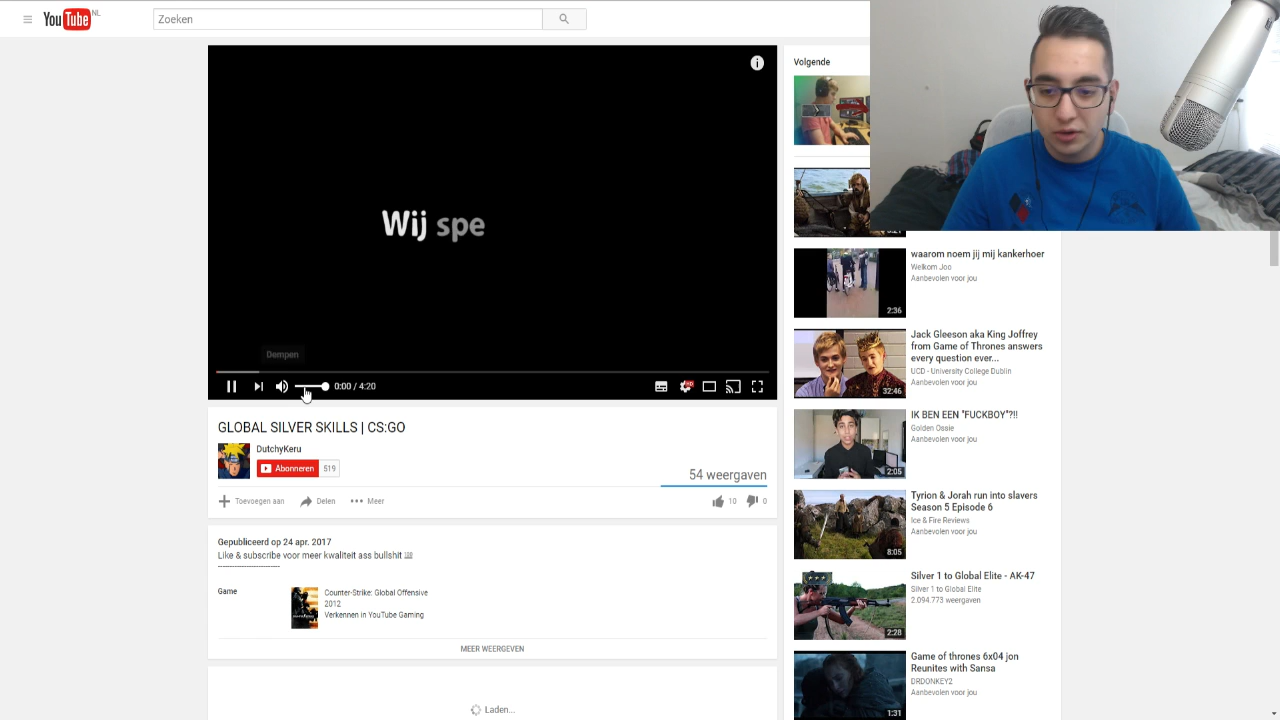 YouTube NL
Zoeken
Wij spe
Dempen
0:00 / 4:20
GLOBAL SILVER SKILLS | CS:GO
DutchyKeru
Abonneren 519
54 weergaven
Toevoegen aan Delen Meer
10 0
Gepubliceerd op 24 apr. 2017
Like & subscribe voor meer kwaliteit ass bullshit
-------------------------
Game
Counter-Strike: Global Offensive
2012
Verkennen in YouTube Gaming
MEER WEERGEVEN
Laden...
Volgende
waarom noem jij mij kankerhoer
Welkom Joo
Aanbevolen voor jou
2:36
Jack Gleeson aka King Joffrey
from Game of Thrones answers
every question ever...
UCD - University College Dublin
Aanbevolen voor jou
32:46
IK BEN EEN "FUCKBOY"?!!
Golden Ossie
Aanbevolen voor jou
2:05
Tyrion & Jorah run into slavers
Season 5 Episode 6
Ice & Fire Reviews
Aanbevolen voor jou
8:05
Silver 1 to Global Elite - AK-47
Silver 1 to Global Elite
2.094.773 weergaven
2:28
Game of thrones 6x04 jon
Reunites with Sansa
DRDONKEY2
Aanbevolen voor jou
1:31